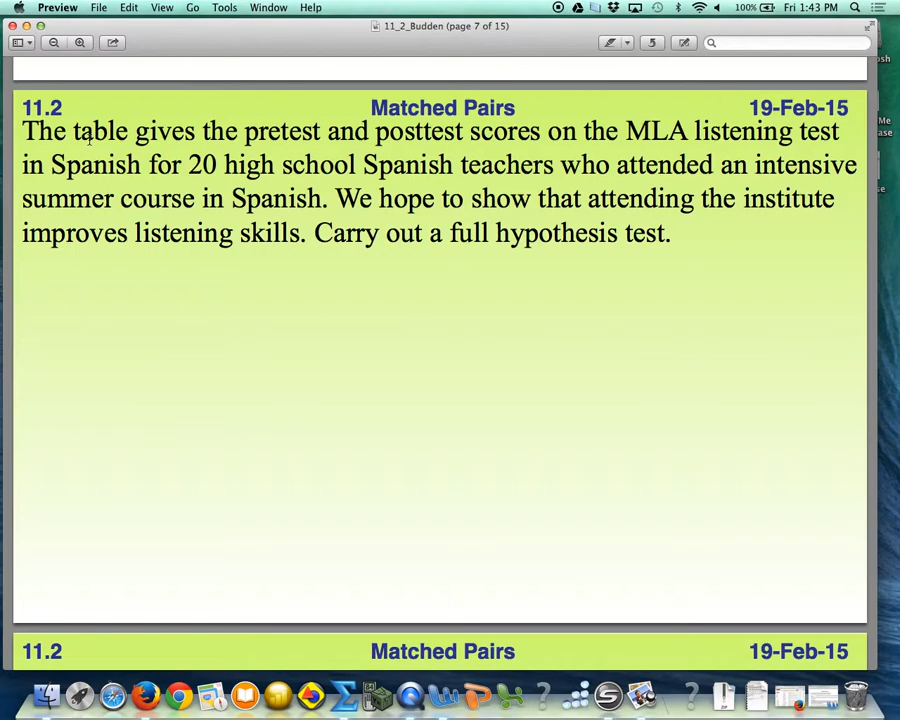 Preview File Edit View Go Tools Window Help 100% Fri 1:43 PM
11_2_Budden (page 7 of 15)
11.2 Matched Pairs 19-Feb-15
The table gives the pretest and posttest scores on the MLA listening test
in Spanish for 20 high school Spanish teachers who attended an intensive
summer course in Spanish. We hope to show that attending the institute
improves listening skills. Carry out a full hypothesis test.
11.2 Matched Pairs 19-Feb-15